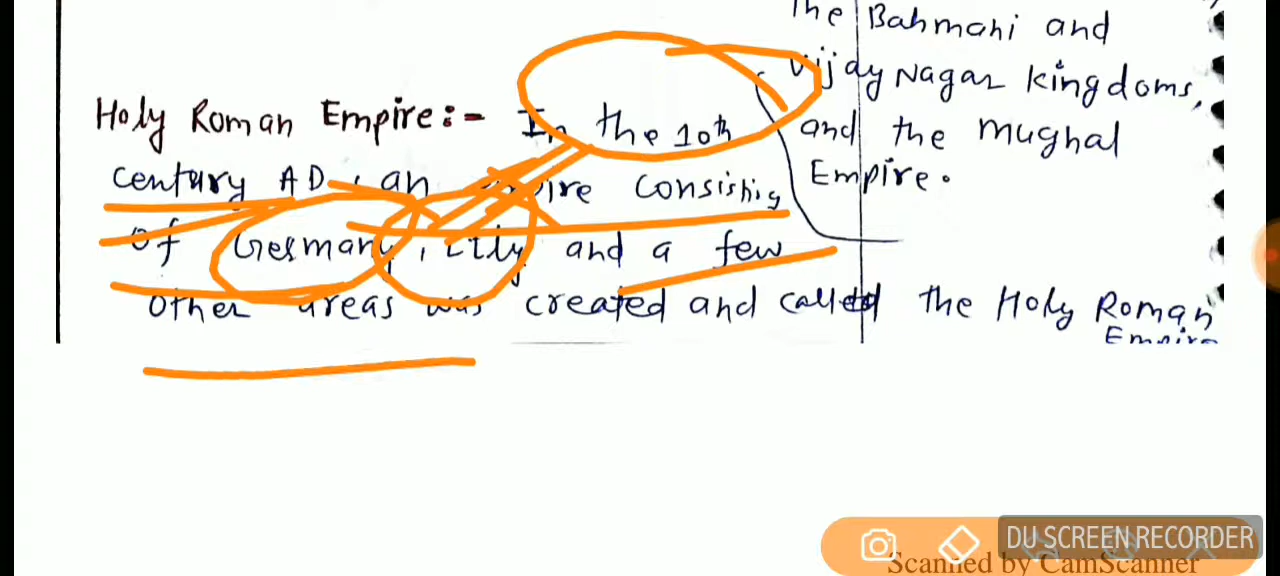 The Bahmani and
Vijay Nagar kingdoms,
and the mughal
Empire.
Holy Roman Empire:- In the 10th
century AD, an Empire consisting
of Germany, Itly and a few
other areas was created and called the Holy Roman
Empire
DU SCREEN RECORDER
Scanned by CamScanner